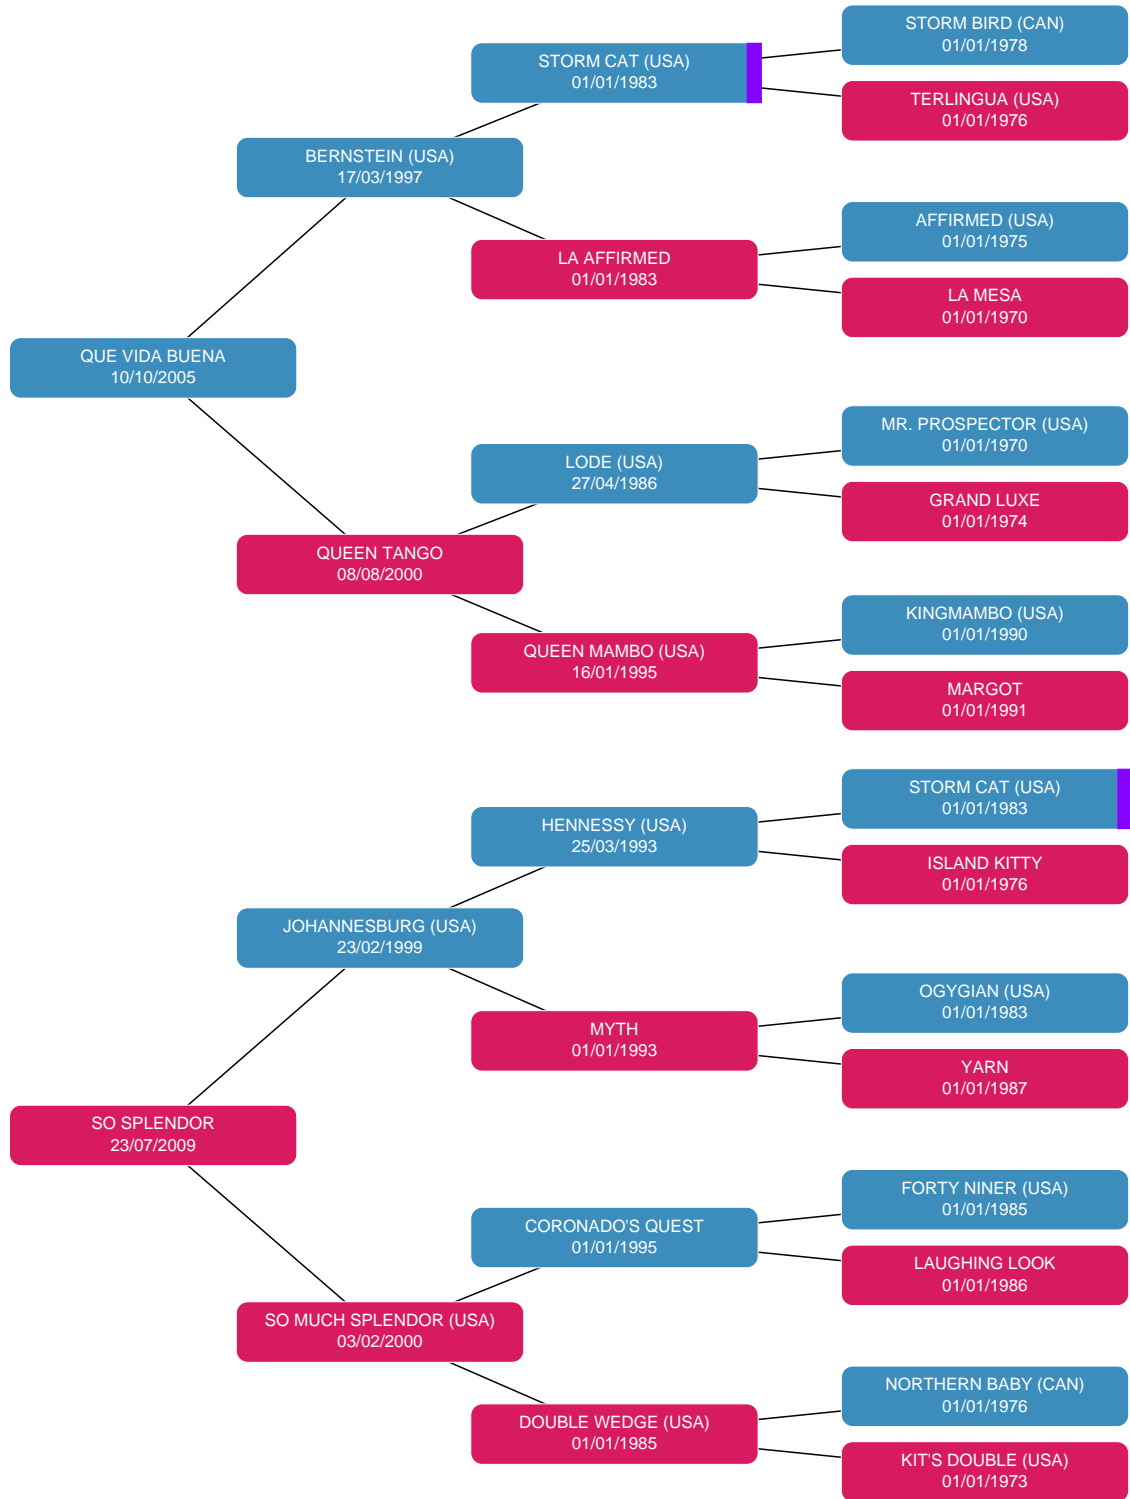 STORM BIRD (CAN)
01/01/1978
STORM CAT (USA)
01/01/1983
TERLINGUA (USA)
01/01/1976
BERNSTEIN (USA)
17/03/1997
AFFIRMED (USA)
01/01/1975
LA AFFIRMED
01/01/1983
LA MESA
01/01/1970
QUE VIDA BUENA
10/10/2005
MR. PROSPECTOR (USA)
01/01/1970
LODE (USA)
27/04/1986
GRAND LUXE
01/01/1974
QUEEN TANGO
08/08/2000
KINGMAMBO (USA)
01/01/1990
QUEEN MAMBO (USA)
16/01/1995
MARGOT
01/01/1991
STORM CAT (USA)
01/01/1983
HENNESSY (USA)
25/03/1993
ISLAND KITTY
01/01/1976
JOHANNESBURG (USA)
23/02/1999
OGYGIAN (USA)
01/01/1983
MYTH
01/01/1993
YARN
01/01/1987
SO SPLENDOR
23/07/2009
FORTY NINER (USA)
01/01/1985
CORONADO'S QUEST
01/01/1995
LAUGHING LOOK
01/01/1986
SO MUCH SPLENDOR (USA)
03/02/2000
NORTHERN BABY (CAN)
01/01/1976
DOUBLE WEDGE (USA)
01/01/1985
KIT'S DOUBLE (USA)
01/01/1973